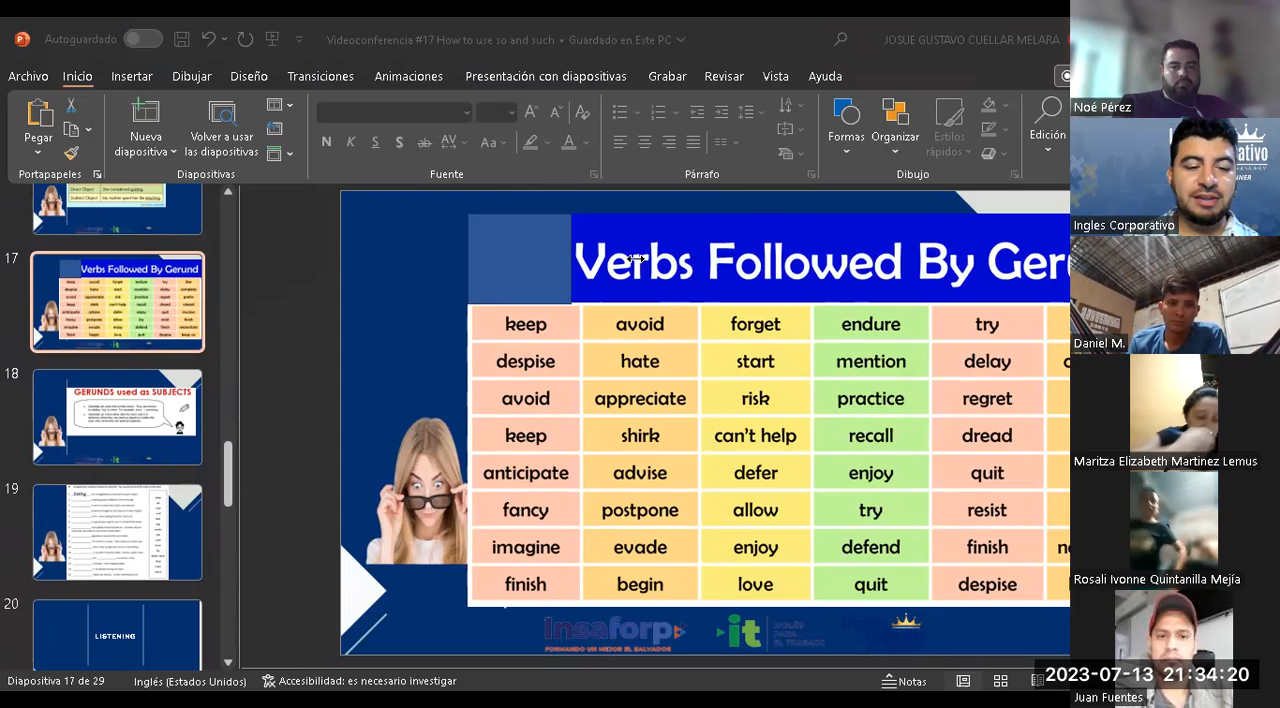 Autoguardado
Videoconferencia #17 How to use so and such • Guardado en Este PC
JOSUE GUSTAVO CUELLAR MELARA
Archivo Inicio Insertar Dibujar Diseño Transiciones Animaciones Presentación con diapositivas Grabar Revisar Vista Ayuda
Pegar
Nueva diapositiva
Volver a usar las diapositivas
N K S S ab AV Aa A
Formas
Organizar
Estilos rápidos
Edición
Portapapeles Diapositivas Fuente Párrafo Dibujo
17
Verbs Followed By Gerund
18
GERUNDS used as SUBJECTS
19
20
LISTENING
Verbs Followed By Geru
keep avoid forget endure try
despise hate start mention delay
avoid appreciate risk practice regret
keep shirk can't help recall dread
anticipate advise defer enjoy quit
fancy postpone allow try resist
imagine evade enjoy defend finish
finish begin love quit despise
Insaforp
FORMANDO UN MEJOR EL SALVADOR
it
INGLÉS
PARA
EL TRABAJO
Diapositiva 17 de 29
Inglés (Estados Unidos)
Accesibilidad: es necesario investigar
Notas
Noé Pérez
Ingles Corporativo
Daniel M.
Maritza Elizabeth Martinez Lemus
Rosali Ivonne Quintanilla Mejía
2023-07-13 21:34:20
Juan Fuentes